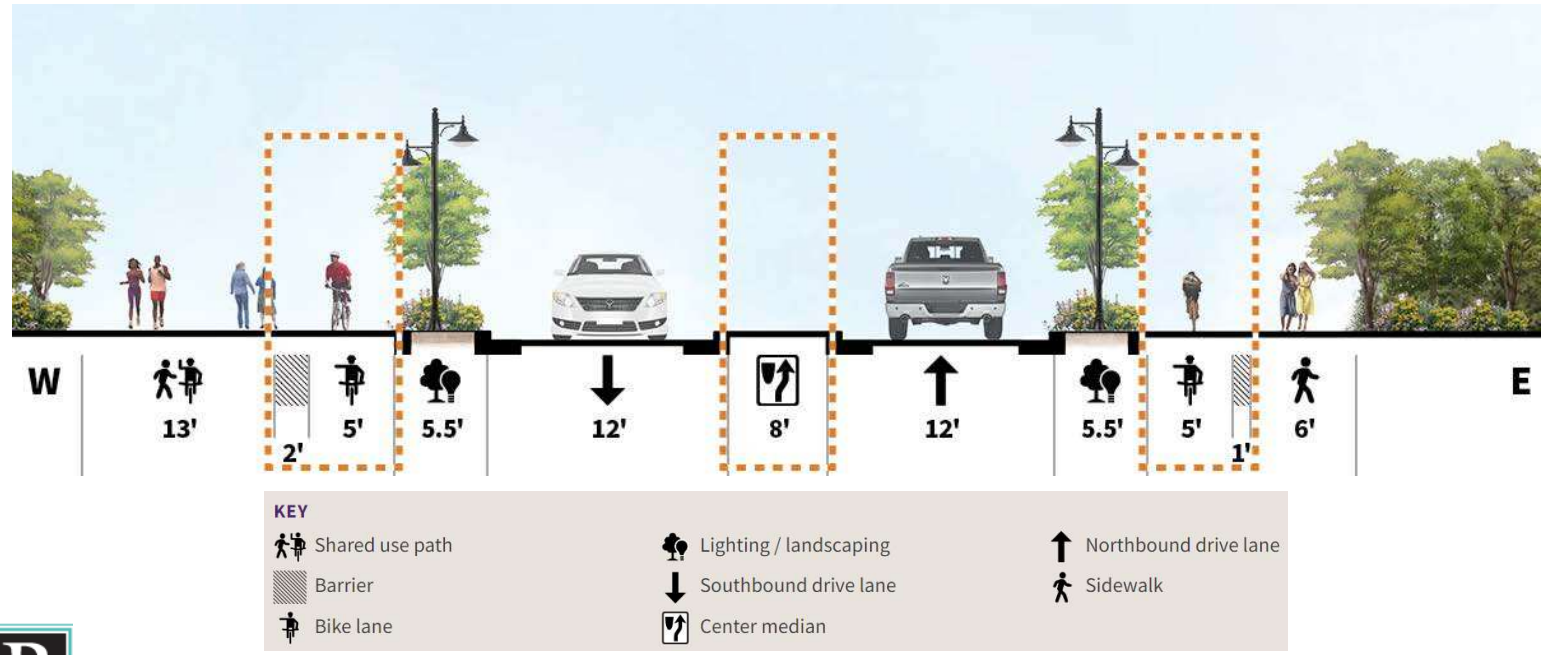 W
E
13'
2'
5'
5.5'
12'
8'
12'
5.5'
5'
1'
6'
KEY
Shared use path
Barrier
Bike lane
Lighting / landscaping
Southbound drive lane
Center median
Northbound drive lane
Sidewalk